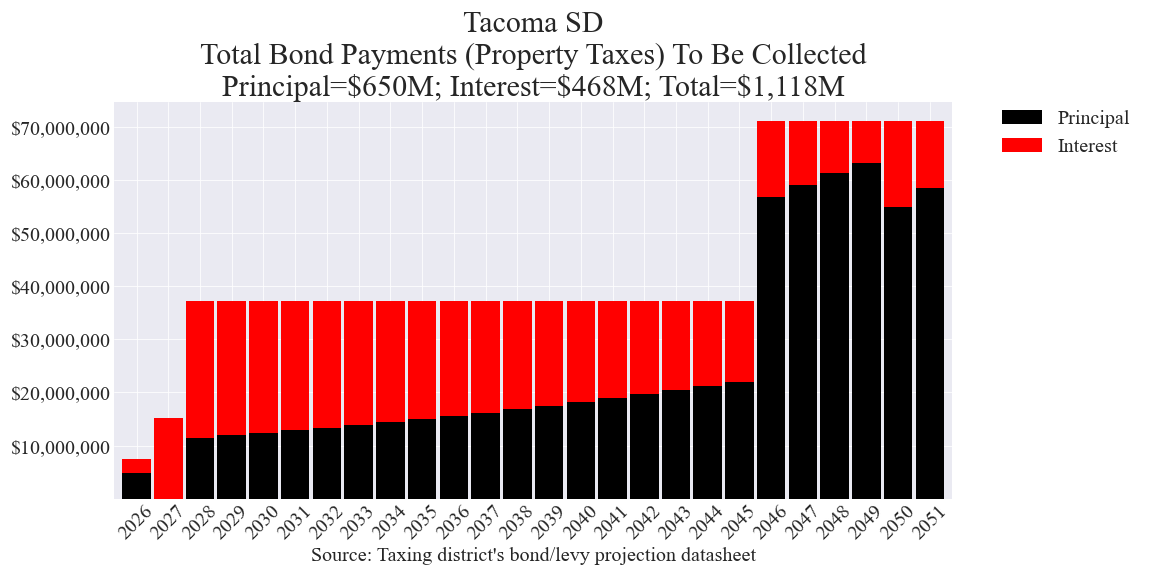 Tacoma SD
Total Bond Payments (Property Taxes) To Be Collected
Principal=$650M; Interest=$468M; Total=$1,118M
Principal
Interest
$70,000,000
$60,000,000
$50,000,000
$40,000,000
$30,000,000
$20,000,000
$10,000,000
2026 2027 2028 2029 2030 2031 2032 2033 2034 2035 2036 2037 2038 2039 2040 2041 2042 2043 2044 2045 2046 2047 2048 2049 2050 2051
Source: Taxing district's bond/levy projection datasheet